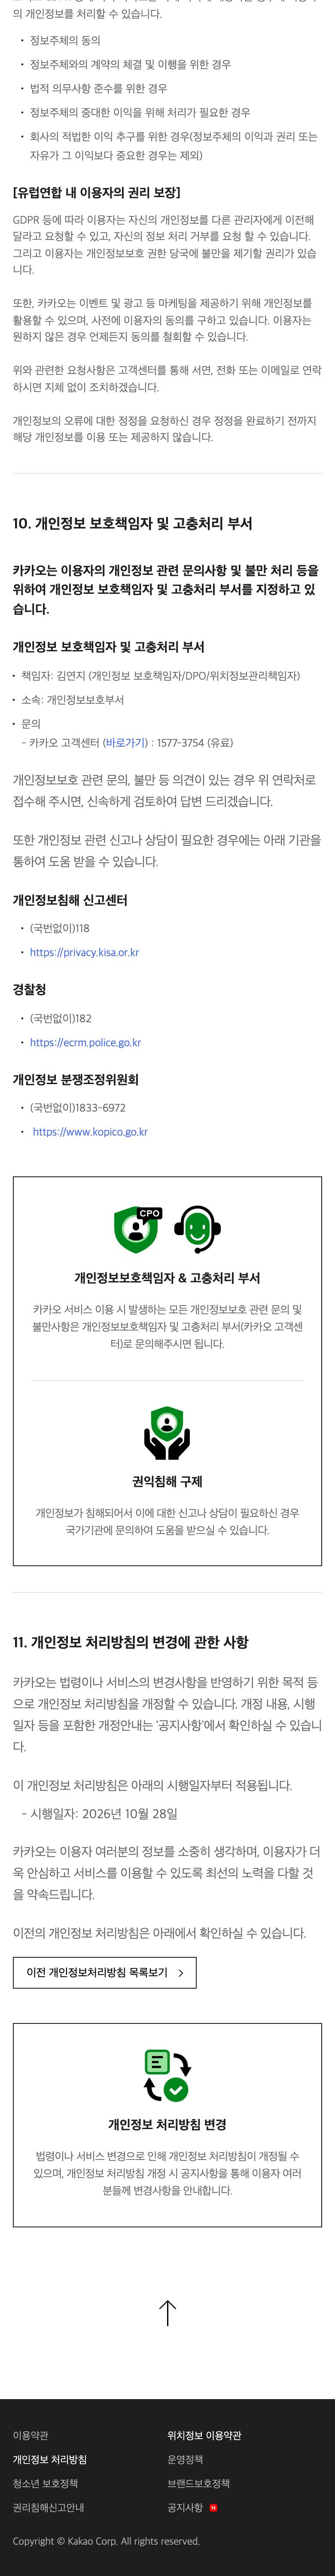 의 개인정보를 처리할 수 있습니다.
• 정보주체의 동의
• 정보주체와의 계약의 체결 및 이행을 위한 경우
• 법적 의무사항 준수를 위한 경우
• 정보주체의 중대한 이익을 위해 처리가 필요한 경우
• 회사의 적법한 이익 추구를 위한 경우(정보주체의 이익과 권리 또는
자유가 그 이익보다 중요한 경우는 제외)
[유럽연합 내 이용자의 권리 보장]
GDPR 등에 따라 이용자는 자신의 개인정보를 다른 관리자에게 이전해
달라고 요청할 수 있고, 자신의 정보 처리 거부를 요청 할 수 있습니다.
그리고 이용자는 개인정보보호 권한 당국에 불만을 제기할 권리가 있습
니다.
또한, 카카오는 이벤트 및 광고 등 마케팅을 제공하기 위해 개인정보를
활용할 수 있으며, 사전에 이용자의 동의를 구하고 있습니다. 이용자는
원하지 않은 경우 언제든지 동의를 철회할 수 있습니다.
위와 관련한 요청사항은 고객센터를 통해 서면, 전화 또는 이메일로 연락
하시면 지체 없이 조치하겠습니다.
개인정보의 오류에 대한 정정을 요청하신 경우 정정을 완료하기 전까지
해당 개인정보를 이용 또는 제공하지 않습니다.
10. 개인정보 보호책임자 및 고충처리 부서
카카오는 이용자의 개인정보 관련 문의사항 및 불만 처리 등을
위하여 개인정보 보호책임자 및 고충처리 부서를 지정하고 있
습니다.
개인정보 보호책임자 및 고충처리 부서
• 책임자: 김연지 (개인정보 보호책임자/DPO/위치정보관리책임자)
• 소속: 개인정보보호부서
• 문의
- 카카오 고객센터 (바로가기) : 1577-3754 (유료)
개인정보보호 관련 문의, 불만 등 의견이 있는 경우 위 연락처로
접수해 주시면, 신속하게 검토하여 답변 드리겠습니다.
또한 개인정보 관련 신고나 상담이 필요한 경우에는 아래 기관을
통하여 도움 받을 수 있습니다.
개인정보침해 신고센터
• (국번없이)118
• https://privacy.kisa.or.kr
경찰청
• (국번없이)182
• https://ecrm.police.go.kr
개인정보 분쟁조정위원회
• (국번없이)1833-6972
• https://www.kopico.go.kr
CPO
개인정보보호책임자 & 고충처리 부서
카카오 서비스 이용 시 발생하는 모든 개인정보보호 관련 문의 및
불만사항은 개인정보보호책임자 및 고충처리 부서(카카오 고객센
터)로 문의해주시면 됩니다.
권익침해 구제
개인정보가 침해되어서 이에 대한 신고나 상담이 필요하신 경우
국가기관에 문의하여 도움을 받으실 수 있습니다.
11. 개인정보 처리방침의 변경에 관한 사항
카카오는 법령이나 서비스의 변경사항을 반영하기 위한 목적 등
으로 개인정보 처리방침을 개정할 수 있습니다. 개정 내용, 시행
일자 등을 포함한 개정안내는 '공지사항'에서 확인하실 수 있습니
다.
이 개인정보 처리방침은 아래의 시행일자부터 적용됩니다.
- 시행일자: 2026년 10월 28일
카카오는 이용자 여러분의 정보를 소중히 생각하며, 이용자가 더
욱 안심하고 서비스를 이용할 수 있도록 최선의 노력을 다할 것
을 약속드립니다.
이전의 개인정보 처리방침은 아래에서 확인하실 수 있습니다.
이전 개인정보처리방침 목록보기
개인정보 처리방침 변경
법령이나 서비스 변경으로 인해 개인정보 처리방침이 개정될 수
있으며, 개인정보 처리방침 개정 시 공지사항을 통해 이용자 여러
분들께 변경사항을 안내합니다.
이용약관 위치정보 이용약관
개인정보 처리방침 운영정책
청소년 보호정책 브랜드보호정책
권리침해신고안내 공지사항 N
Copyright © Kakao Corp. All rights reserved.